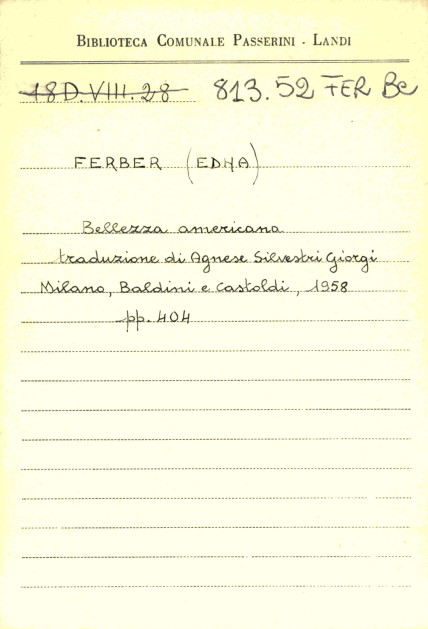 BIBLIOTECA COMUNALE PASSERINI - LANDI
18D.VIII.28 813.52 FER Be
FERBER (EDNA)
Bellezza americana
traduzione di Agnese Silvestri Giorgi
Milano, Baldini e Castoldi, 1958
pp. 404